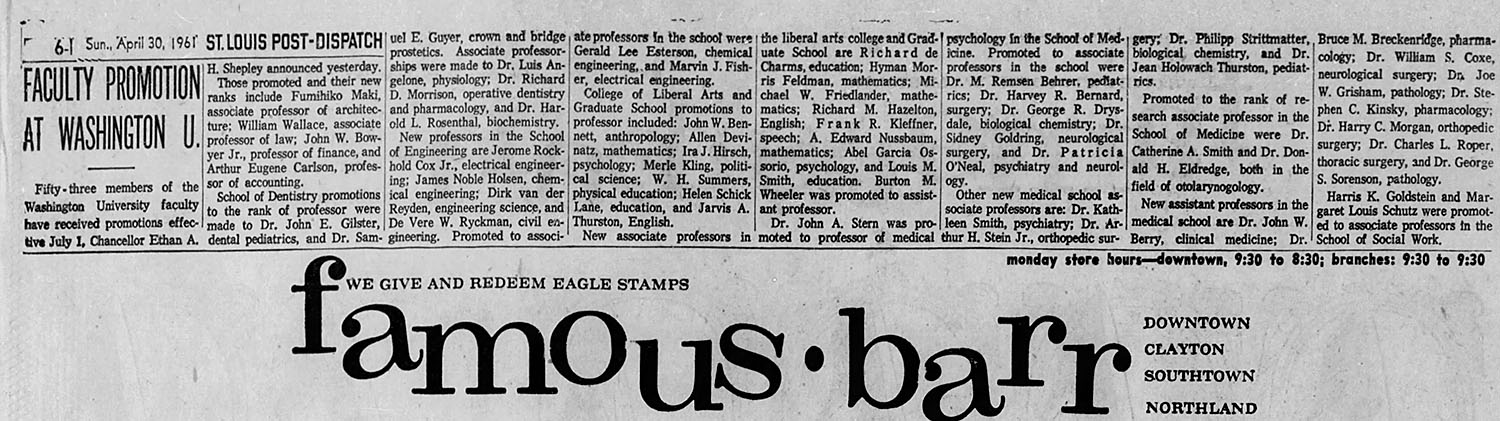 6-I Sun., April 30, 1961 ST. LOUIS POST-DISPATCH
FACULTY PROMOTION
AT WASHINGTON U.
Fifty-three members of the
Washington University faculty
have received promotions effec-
tive July 1, Chancellor Ethan A.
H. Shepley announced yesterday.
Those promoted and their new
ranks include Fumihiko Maki,
associate professor of architec-
ture; William Wallace, associate
professor of law; John W. Bow-
yer Jr., professor of finance, and
Arthur Eugene Carlson, profes-
sor of accounting.
School of Dentistry promotions
to the rank of professor were
made to Dr. John E. Gilster,
dental pediatrics, and Dr. Sam-
uel E. Guyer, crown and bridge
prostetics. Associate professor-
ships were made to Dr. Luis An-
gelone, physiology; Dr. Richard
D. Morrison, operative dentistry
and pharmacology, and Dr. Har-
old L. Rosenthal, biochemistry.
New professors in the School
of Engineering are Jerome Rock-
hold Cox Jr., electrical engineer-
ing; James Noble Holsen, chem-
ical engineering; Dirk van der
Reyden, engineering science, and
De Vere W. Ryckman, civil en-
gineering. Promoted to associ-
ate professors in the school were
Gerald Lee Esterson, chemical
engineering, and Marvin J. Fish-
er, electrical engineering.
College of Liberal Arts and
Graduate School promotions to
professor included: John W. Ben-
nett, anthropology; Allen Devi-
natz, mathematics; Ira J. Hirsch,
psychology; Merle Kling, politi-
cal science; W. H. Summers,
physical education; Helen Schick
Lane, education, and Jarvis A.
Thurston, English.
New associate professors in
the liberal arts college and Grad-
uate School are Richard de
Charms, education; Hyman Mor-
ris Feldman, mathematics; Mi-
chael W. Friedlander, mathe-
matics; Richard M. Hazelton,
English; Frank R. Kleffner,
speech; A. Edward Nussbaum,
mathematics; Abel Garcia Os-
sorio, psychology, and Louis M.
Smith, education. Burton M.
Wheeler was promoted to assist-
ant professor.
Dr. John A. Stern was pro-
moted to professor of medical
psychology in the School of Med-
icine. Promoted to associate
professors in the school were
Dr. M. Remsen Behrer, pediat-
rics; Dr. Harvey R. Bernard,
surgery; Dr. George R. Drys-
dale, biological chemistry; Dr.
Sidney Goldring, neurological
surgery, and Dr. Patricia
O'Neal, psychiatry and neurol-
ogy.
Other new medical school as-
sociate professors are: Dr. Kath-
leen Smith, psychiatry; Dr. Ar-
thur H. Stein Jr., orthopedic sur-
gery; Dr. Philipp Strittmatter,
biological chemistry, and Dr.
Jean Holowach Thurston, pediat-
rics.
Promoted to the rank of re-
search associate professor in the
School of Medicine were Dr.
Catherine A. Smith and Dr. Don-
ald H. Eldredge, both in the
field of otolarynogology.
New assistant professors in the
medical school are Dr. John W.
Berry, clinical medicine; Dr.
Bruce M. Breckenridge, pharma-
cology; Dr. William S. Coxe,
neurological surgery; Dr. Joe
W. Grisham, pathology; Dr. Ste-
phen C. Kinsky, pharmacology;
Dr. Harry C. Morgan, orthopedic
surgery; Dr. Charles L. Roper,
thoracic surgery, and Dr. George
S. Sorenson, pathology.
Harris K. Goldstein and Mar-
garet Louis Schutz were promot-
ed to associate professors in the
School of Social Work.
monday store hours—downtown, 9:30 to 8:30; branches: 9:30 to 9:30
WE GIVE AND REDEEM EAGLE STAMPS
famous·barr
DOWNTOWN
CLAYTON
SOUTHTOWN
NORTHLAND